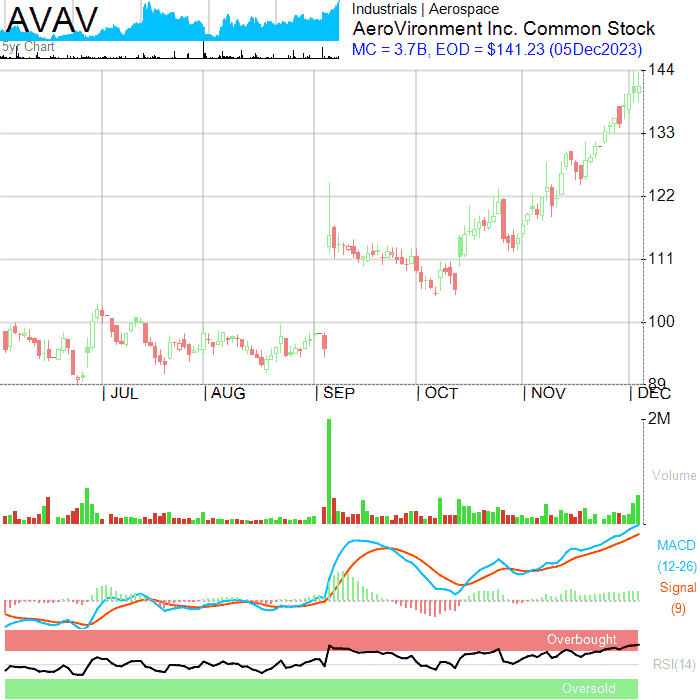 AVAV
5yr Chart
Industrials | Aerospace
AeroVironment Inc. Common Stock
MC = 3.7B, EOD = $141.23 (05Dec2023)
144
133
122
111
100
89
| JUL | AUG | SEP | OCT | NOV | DEC
2M
Volume
MACD
(12-26)
Signal
(9)
Overbought
RSI(14)
Oversold